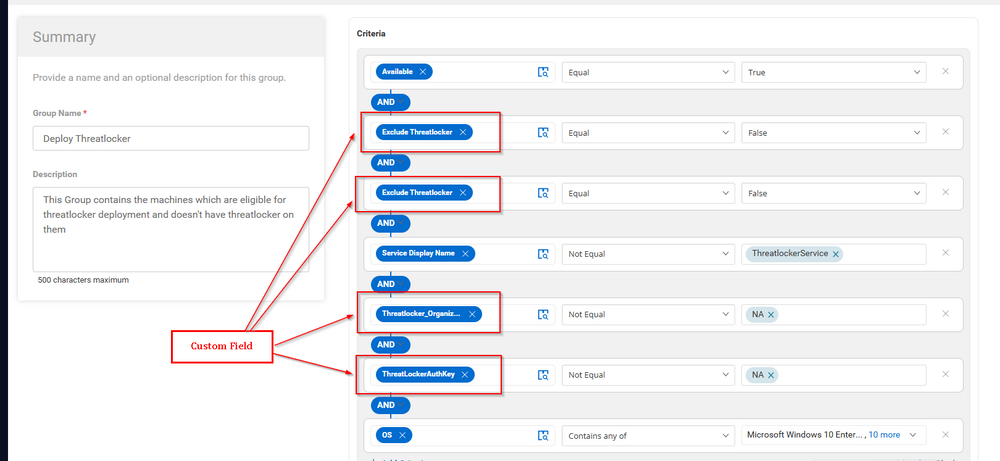 Summary
Provide a name and an optional description for this group.
Group Name *
Deploy Threatlocker
Description
This Group contains the machines which are eligible for
threatlocker deployment and doesn't have threatlocker on
them
500 characters maximum
Custom Field
Criteria
Available Equal True
AND
Exclude Threatlocker Equal False
AND
Exclude Threatlocker Equal False
AND
Service Display Name Not Equal ThreatlockerService
AND
Threatlocker_Organiz... Not Equal NA
AND
ThreatLockerAuthKey Not Equal NA
AND
OS Contains any of Microsoft Windows 10 Enter... , 10 more